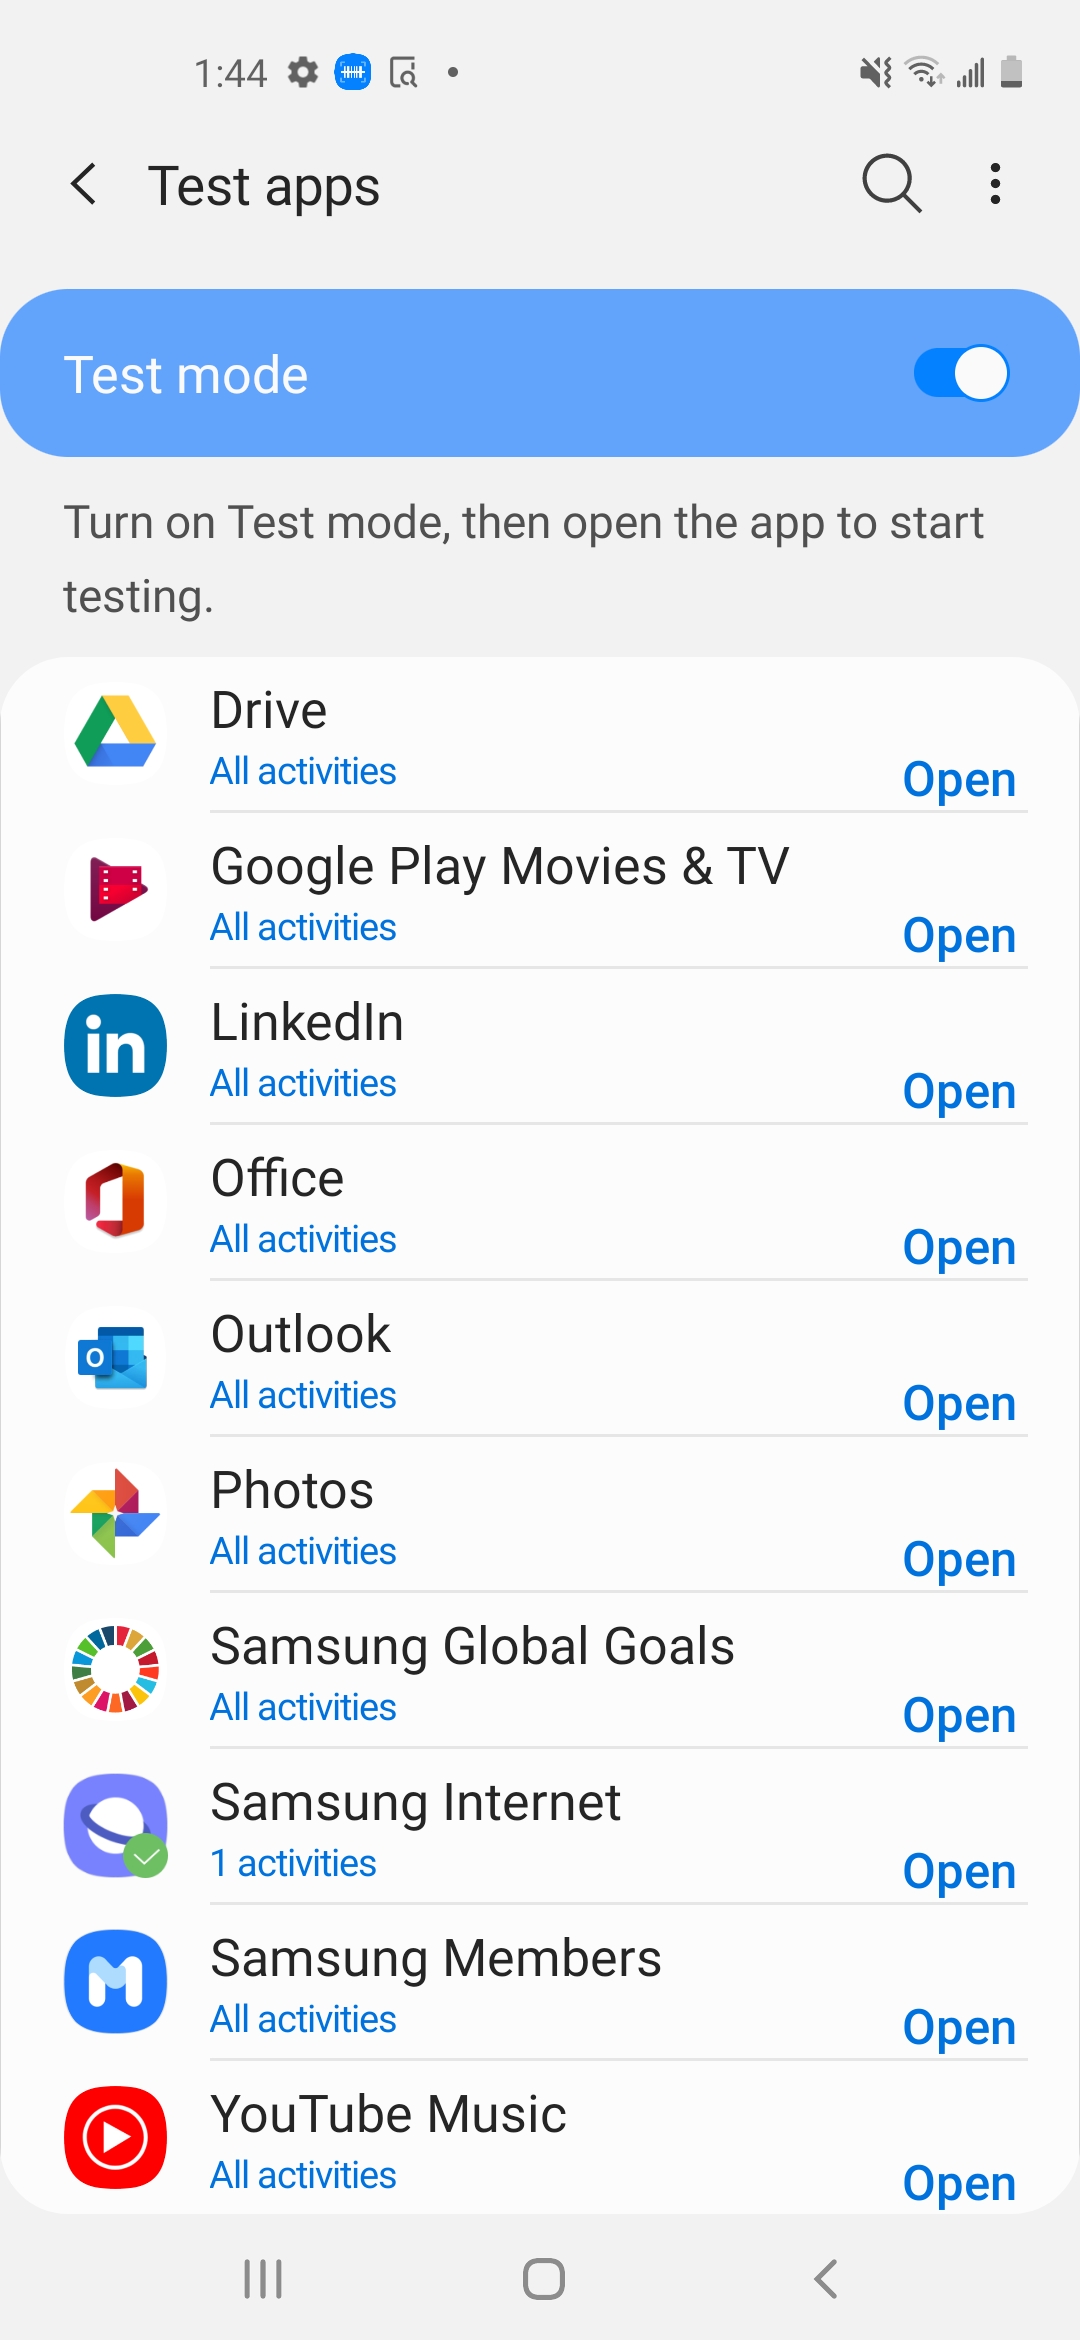 1:44
Test apps
Test mode
Turn on Test mode, then open the app to start
testing.
Drive
All activities
Open
Google Play Movies & TV
All activities
Open
in
LinkedIn
All activities
Open
Office
All activities
Open
O
Outlook
All activities
Open
Photos
All activities
Open
Samsung Global Goals
All activities
Open
Samsung Internet
1 activities
Open
Samsung Members
All activities
Open
YouTube Music
All activities
Open